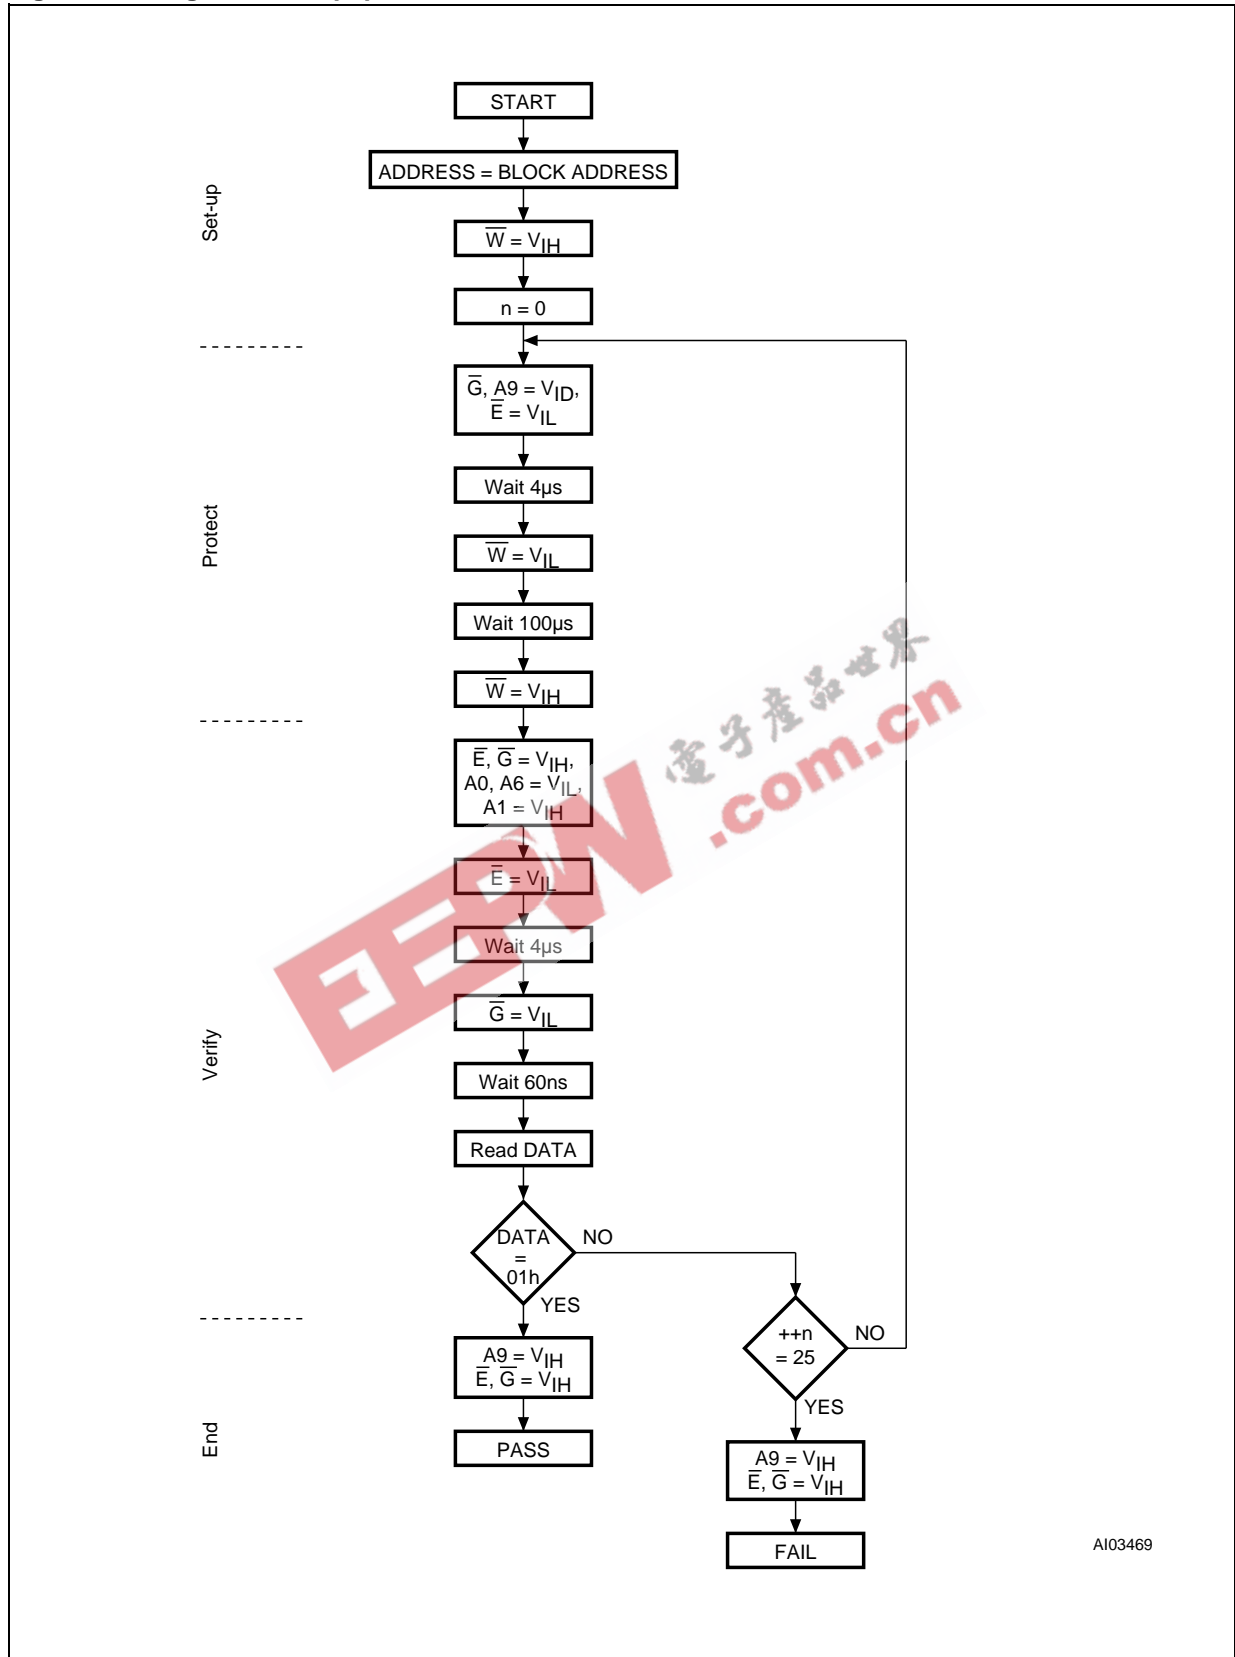 START
ADDRESS = BLOCK ADDRESS
Set-up
W̅ = VIH
n = 0
G̅, A9 = VID,
E̅ = VIL
Wait 4µs
Protect
W̅ = VIL
Wait 100µs
W̅ = VIH
E̅, G̅ = VIH,
A0, A6 = VIL,
A1 = VIH
E̅ = VIL
Wait 4µs
G̅ = VIL
Verify
Wait 60ns
Read DATA
DATA
=
01h
NO
YES
++n
= 25
NO
YES
A9 = VIH
E̅, G̅ = VIH
End
PASS
A9 = VIH
E̅, G̅ = VIH
FAIL
AI03469
EEPW
電子產品世界
.com.cn